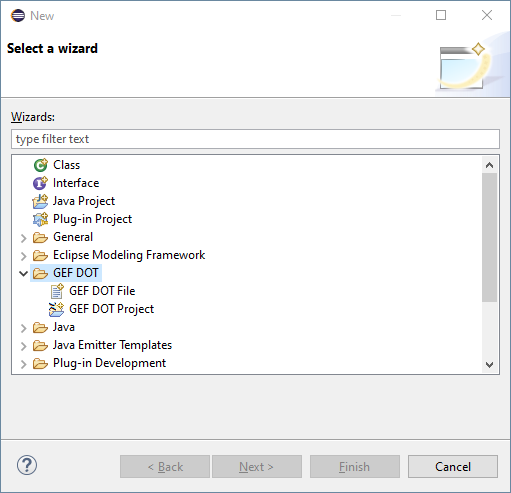 New
Select a wizard
Wizards:
type filter text
Class
Interface
Java Project
Plug-in Project
General
Eclipse Modeling Framework
GEF DOT
GEF DOT File
GEF DOT Project
Java
Java Emitter Templates
Plug-in Development
?
< Back
Next >
Finish
Cancel